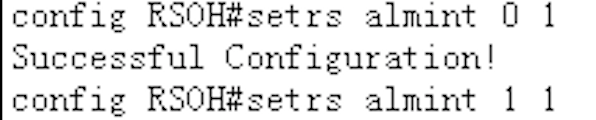 config RSOH#setrs almint 0 1
Successful Configuration!
config RSOH#setrs almint 1 1